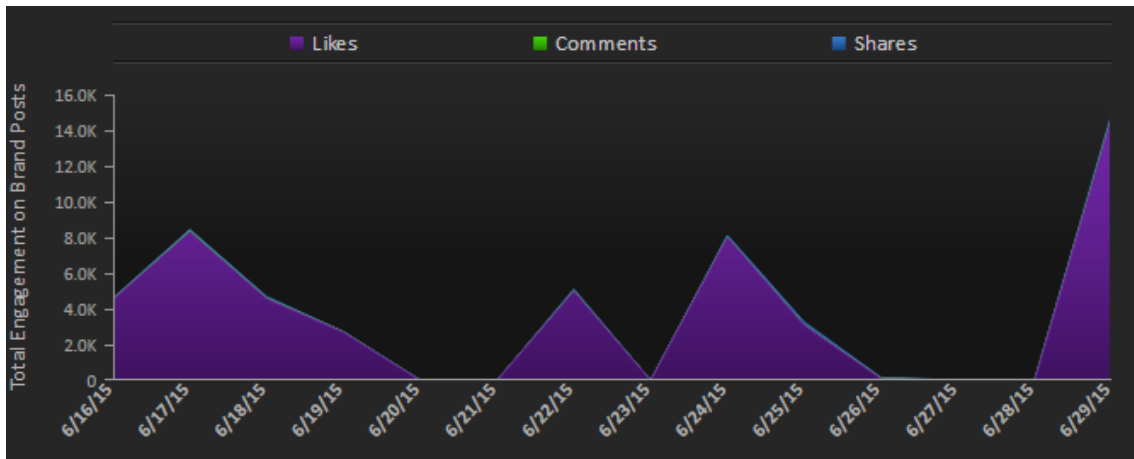 Likes Comments Shares
Total Engagement on Brand Posts
16.0K
14.0K
12.0K
10.0K
8.0K
6.0K
4.0K
2.0K
0
6/16/15 6/17/15 6/18/15 6/19/15 6/20/15 6/21/15 6/22/15 6/23/15 6/24/15 6/25/15 6/26/15 6/27/15 6/28/15 6/29/15